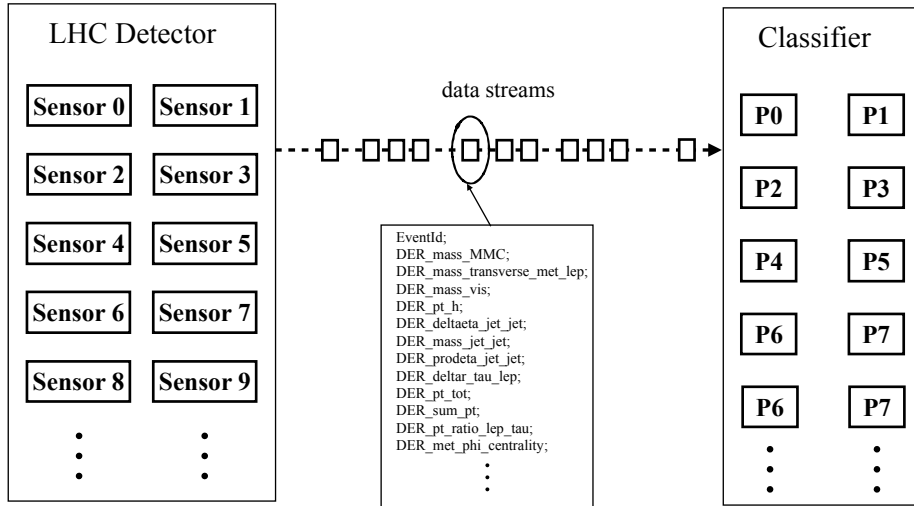 LHC Detector
Sensor 0 Sensor 1
Sensor 2 Sensor 3
Sensor 4 Sensor 5
Sensor 6 Sensor 7
Sensor 8 Sensor 9
data streams
EventId;
DER_mass_MMC;
DER_mass_transverse_met_lep;
DER_mass_vis;
DER_pt_h;
DER_deltaeta_jet_jet;
DER_mass_jet_jet;
DER_prodeta_jet_jet;
DER_deltar_tau_lep;
DER_pt_tot;
DER_sum_pt;
DER_pt_ratio_lep_tau;
DER_met_phi_centrality;
Classifier
P0 P1
P2 P3
P4 P5
P6 P7
P6 P7